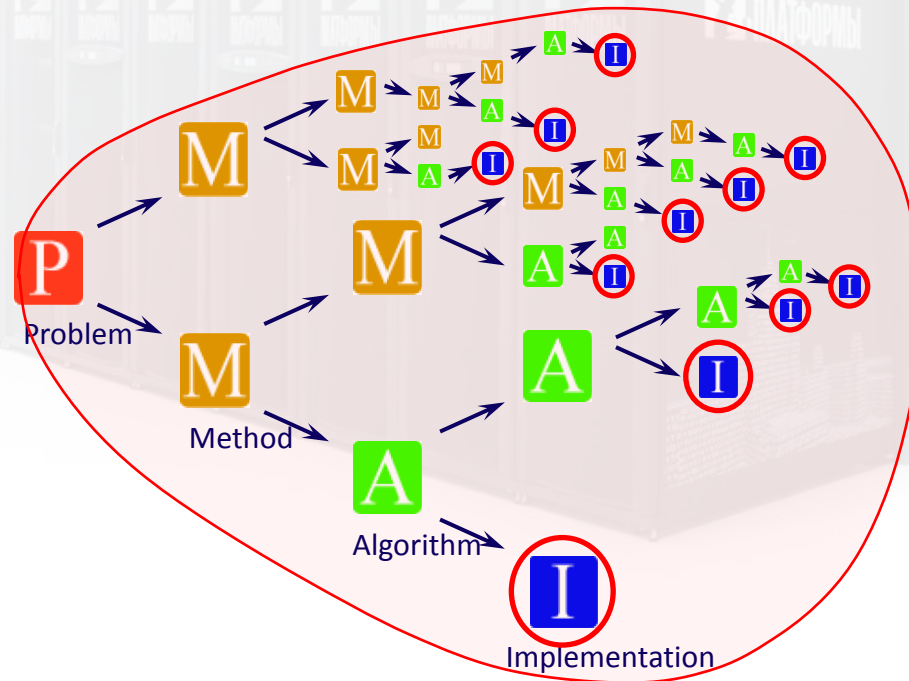 ПЛАТФОРМЫ
A I
M
M M
A
M I M
A
M M I M I
A A
M I
A I
A
P M A I A I
A I
Problem
M A I
Method
A
Algorithm
I
Implementation